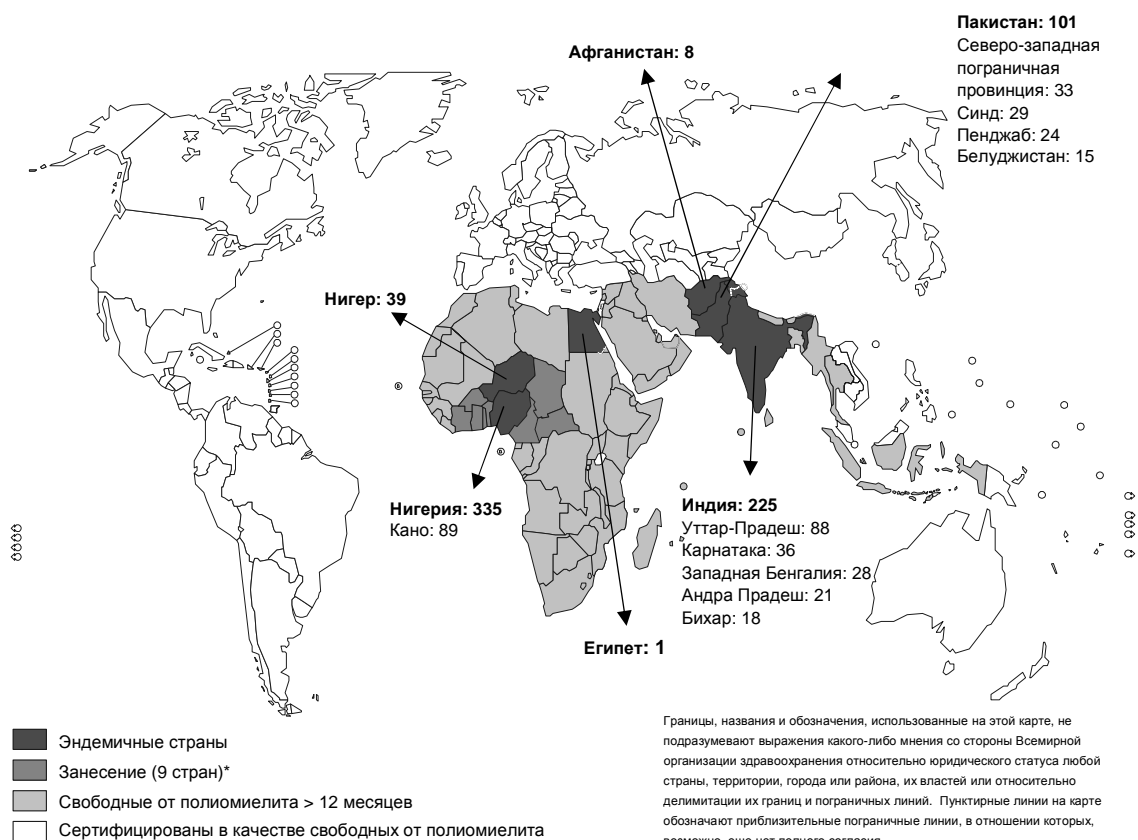 Пакистан: 101
Северо-западная
пограничная
провинция: 33
Синд: 29
Пенджаб: 24
Белуджистан: 15
Афганистан: 8
Нигер: 39
Нигерия: 335
Кано: 89
Индия: 225
Уттар-Прадеш: 88
Карнатака: 36
Западная Бенгалия: 28
Андра Прадеш: 21
Бихар: 18
Египет: 1
Эндемичные страны
Занесение (9 стран)*
Свободные от полиомиелита > 12 месяцев
Сертифицированы в качестве свободных от полиомиелита
Границы, названия и обозначения, использованные на этой карте, не
подразумевают выражения какого-либо мнения со стороны Всемирной
организации здравоохранения относительно юридического статуса любой
страны, территории, города или района, их властей или относительно
делимитации их границ и пограничных линий. Пунктирные линии на карте
обозначают приблизительные пограничные линии, в отношении которых,
возможно, еще нет полного согласия